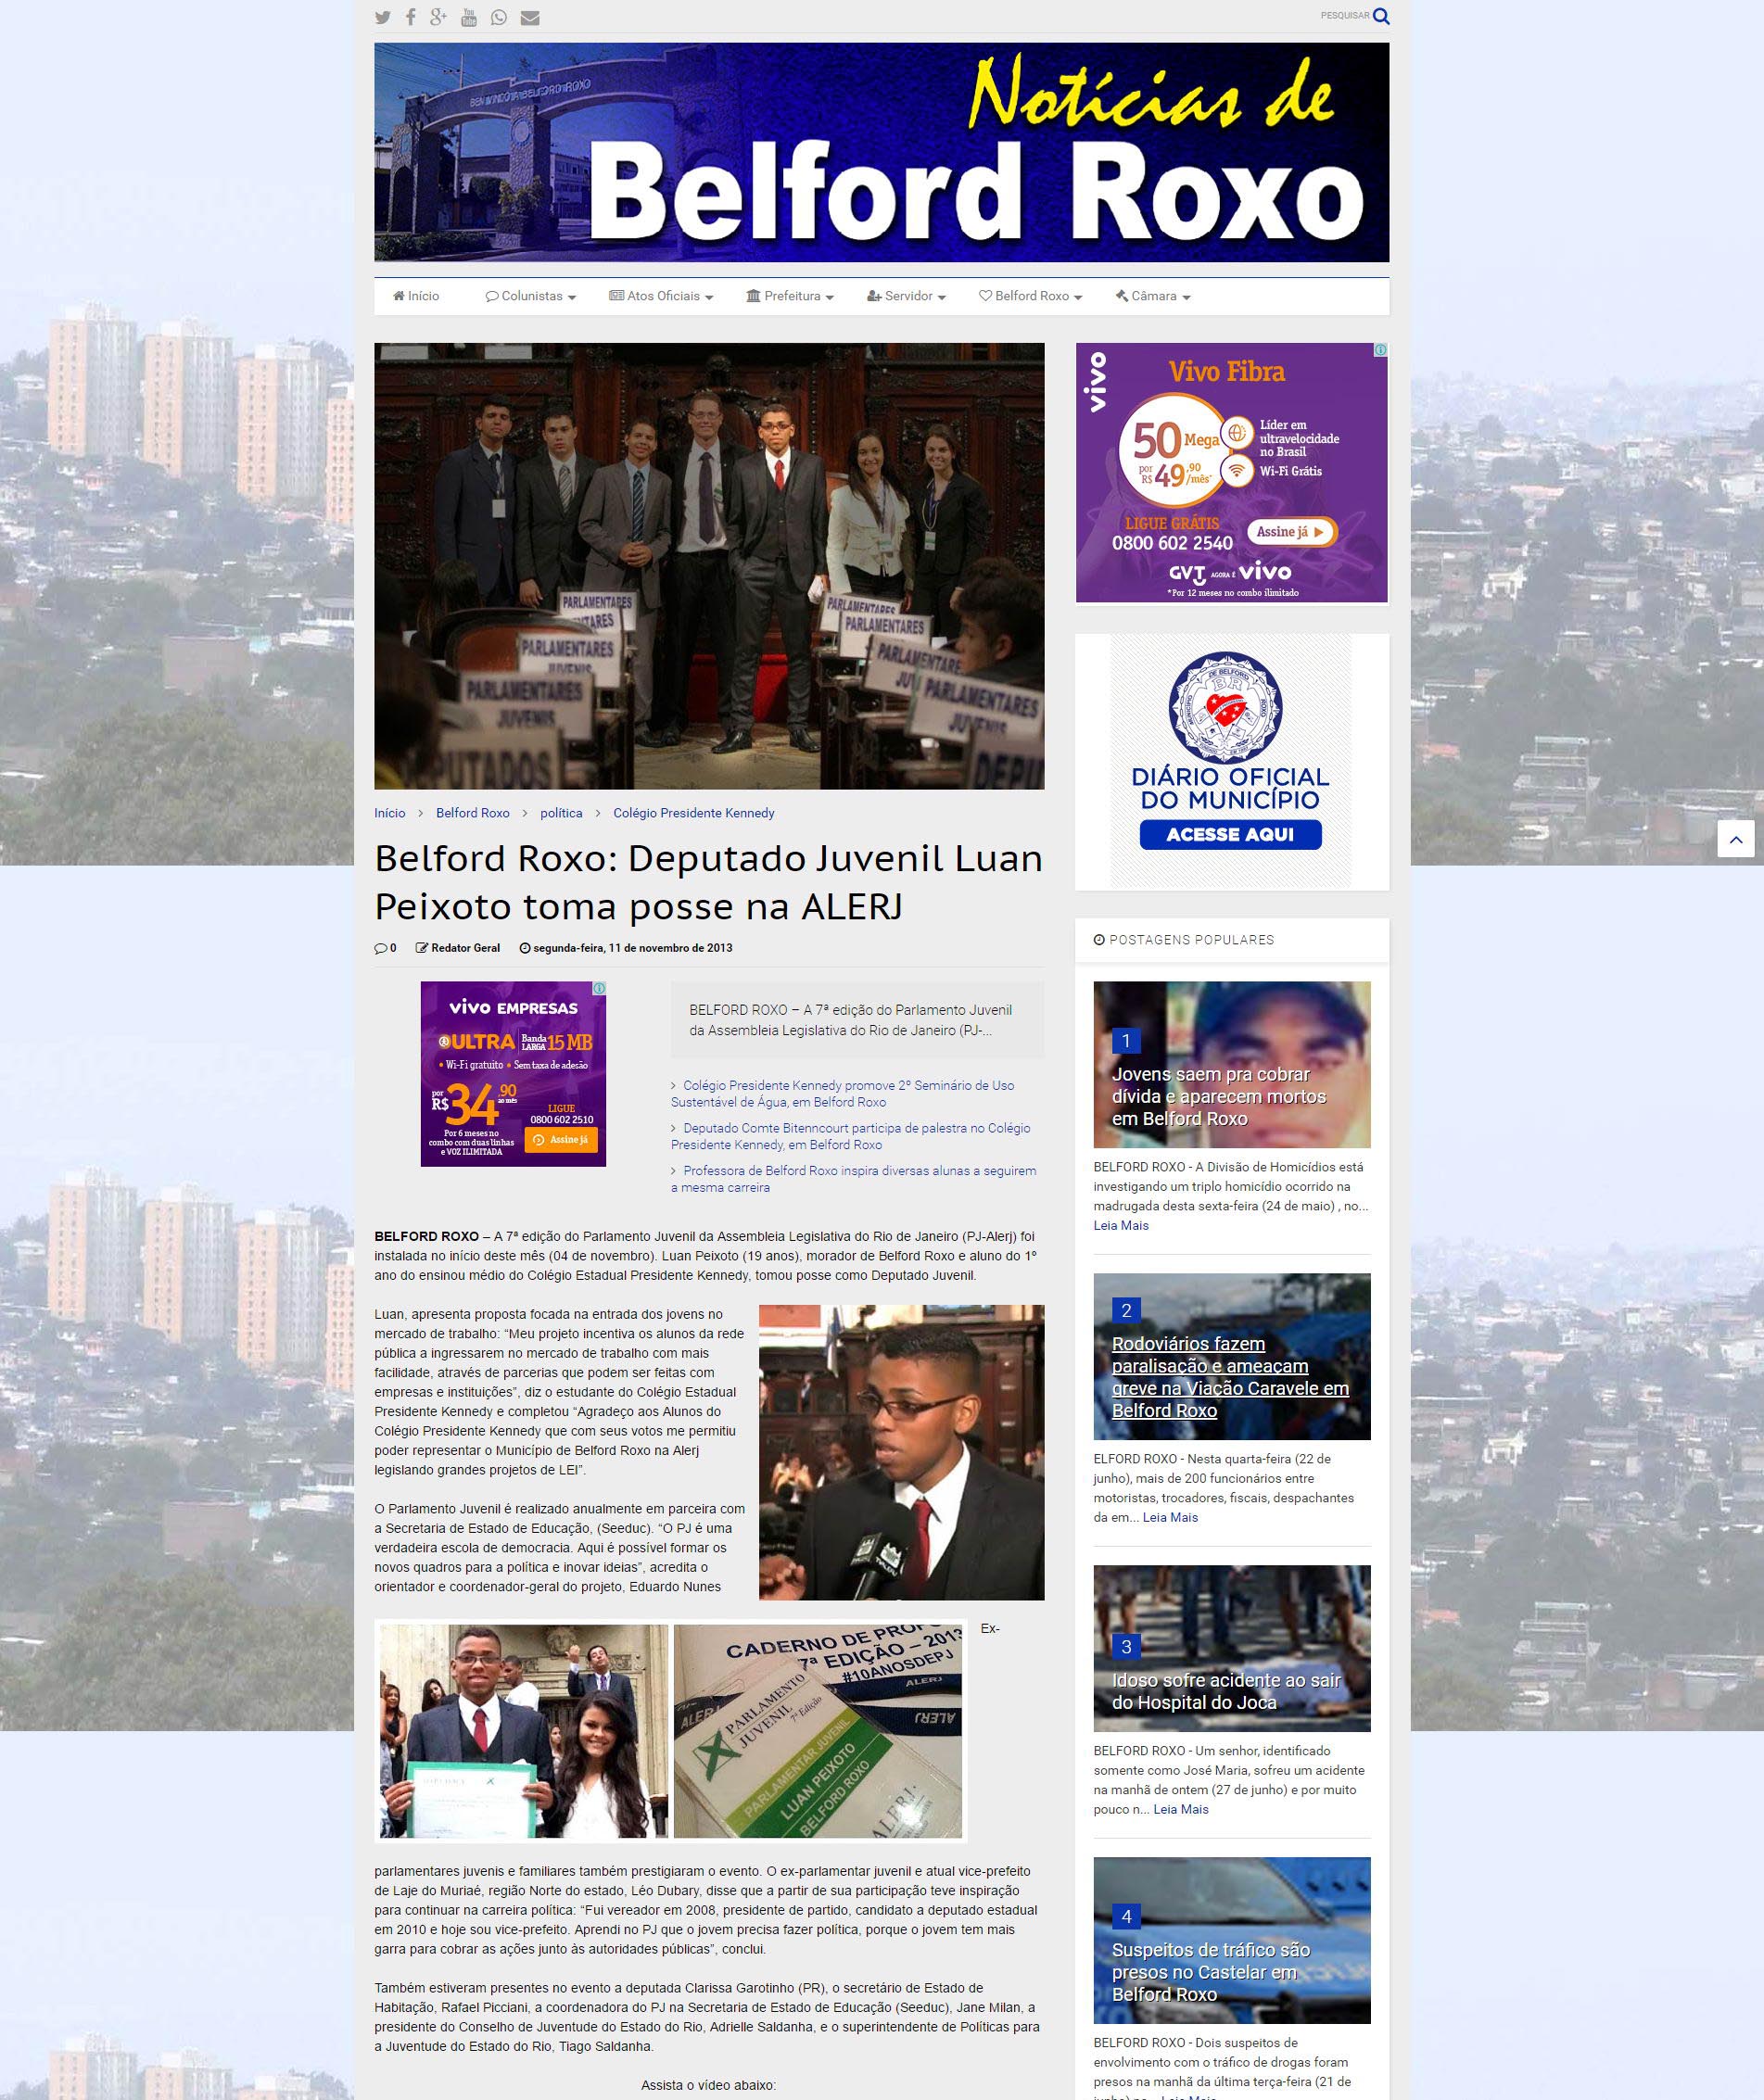 PESQUISAR
BEM VINDO A BELFORD ROXO
Notícias de
Belford Roxo
Início
Colunistas
Atos Oficiais
Prefeitura
Servidor
Belford Roxo
Câmara
PARLAMENTARES
PARLAMENTARES
JUVENIS
PARLAMENTARES
JUVENIS
PARLAMENTARES
PARLAMENTARES
PARLAMENTARE
PARLAMENTARES
JUVENIS
PUTADOS
DEPU
Início > Belford Roxo > política > Colégio Presidente Kennedy
Belford Roxo: Deputado Juvenil Luan
Peixoto toma posse na ALERJ
0 Redator Geral segunda-feira, 11 de novembro de 2013
vivo EMPRESAS
ULTRA Banda LARGA 15 MB
• Wi-Fi gratuito • Sem taxa de adesão
por R$ 34,90 ao mês
LIGUE
0800 602 2510
Por 6 meses no
combo com duas linhas
e VOZ ILIMITADA
Assine já
BELFORD ROXO – A 7ª edição do Parlamento Juvenil
da Assembleia Legislativa do Rio de Janeiro (PJ-...
> Colégio Presidente Kennedy promove 2º Seminário de Uso
Sustentável de Água, em Belford Roxo
> Deputado Comte Bitenncourt participa de palestra no Colégio
Presidente Kennedy, em Belford Roxo
> Professora de Belford Roxo inspira diversas alunas a seguirem
a mesma carreira
BELFORD ROXO – A 7ª edição do Parlamento Juvenil da Assembleia Legislativa do Rio de Janeiro (PJ-Alerj) foi
instalada no início deste mês (04 de novembro). Luan Peixoto (19 anos), morador de Belford Roxo e aluno do 1º
ano do ensinou médio do Colégio Estadual Presidente Kennedy, tomou posse como Deputado Juvenil.
Luan, apresenta proposta focada na entrada dos jovens no
mercado de trabalho: “Meu projeto incentiva os alunos da rede
pública a ingressarem no mercado de trabalho com mais
facilidade, através de parcerias que podem ser feitas com
empresas e instituições”, diz o estudante do Colégio Estadual
Presidente Kennedy e completou “Agradeço aos Alunos do
Colégio Presidente Kennedy que com seus votos me permitiu
poder representar o Município de Belford Roxo na Alerj
legislando grandes projetos de LEI”.
O Parlamento Juvenil é realizado anualmente em parceira com
a Secretaria de Estado de Educação, (Seeduc). “O PJ é uma
verdadeira escola de democracia. Aqui é possível formar os
novos quadros para a política e inovar ideias”, acredita o
orientador e coordenador-geral do projeto, Eduardo Nunes
Ex-
DIPLOMA
CADERNO DE PROPO
7ª EDIÇÃO – 2013
#10ANOSDEPJ
ALERJ
ALERJ
ALERJ
PARLAMENTO
JUVENIL 7ª Edição
PARLAMENTAR JUVENIL
LUAN PEIXOTO
BELFORD ROXO
ALERJ
parlamentares juvenis e familiares também prestigiaram o evento. O ex-parlamentar juvenil e atual vice-prefeito
de Laje do Muriaé, região Norte do estado, Léo Dubary, disse que a partir de sua participação teve inspiração
para continuar na carreira política: “Fui vereador em 2008, presidente de partido, candidato a deputado estadual
em 2010 e hoje sou vice-prefeito. Aprendi no PJ que o jovem precisa fazer política, porque o jovem tem mais
garra para cobrar as ações junto às autoridades públicas”, conclui.
Também estiveram presentes no evento a deputada Clarissa Garotinho (PR), o secretário de Estado de
Habitação, Rafael Picciani, a coordenadora do PJ na Secretaria de Estado de Educação (Seeduc), Jane Milan, a
presidente do Conselho de Juventude do Estado do Rio, Adrielle Saldanha, e o superintendente de Políticas para
a Juventude do Estado do Rio, Tiago Saldanha.
Assista o vídeo abaixo:
vivo
Vivo Fibra
50 Mega
por R$ 49,90 /mês*
Líder em
ultravelocidade
no Brasil
Wi-Fi Grátis
LIGUE GRÁTIS
0800 602 2540
Assine já
GVT AGORA É vivo
*Por 12 meses no combo ilimitado
DE BELFORD
BR
ROXO
MUNICÍPIO
DIÁRIO OFICIAL
DO MUNICÍPIO
ACESSE AQUI
POSTAGENS POPULARES
1
Jovens saem pra cobrar
dívida e aparecem mortos
em Belford Roxo
BELFORD ROXO - A Divisão de Homicídios está
investigando um triplo homicídio ocorrido na
madrugada desta sexta-feira (24 de maio) , no...
Leia Mais
2
Rodoviários fazem
paralisação e ameaçam
greve na Viação Caravele em
Belford Roxo
ELFORD ROXO - Nesta quarta-feira (22 de
junho), mais de 200 funcionários entre
motoristas, trocadores, fiscais, despachantes
da em... Leia Mais
3
Idoso sofre acidente ao sair
do Hospital do Joca
BELFORD ROXO - Um senhor, identificado
somente como José Maria, sofreu um acidente
na manhã de ontem (27 de junho) e por muito
pouco n... Leia Mais
4
Suspeitos de tráfico são
presos no Castelar em
Belford Roxo
BELFORD ROXO - Dois suspeitos de
envolvimento com o tráfico de drogas foram
presos na manhã da última terça-feira (21 de
junho) na... Leia Mais